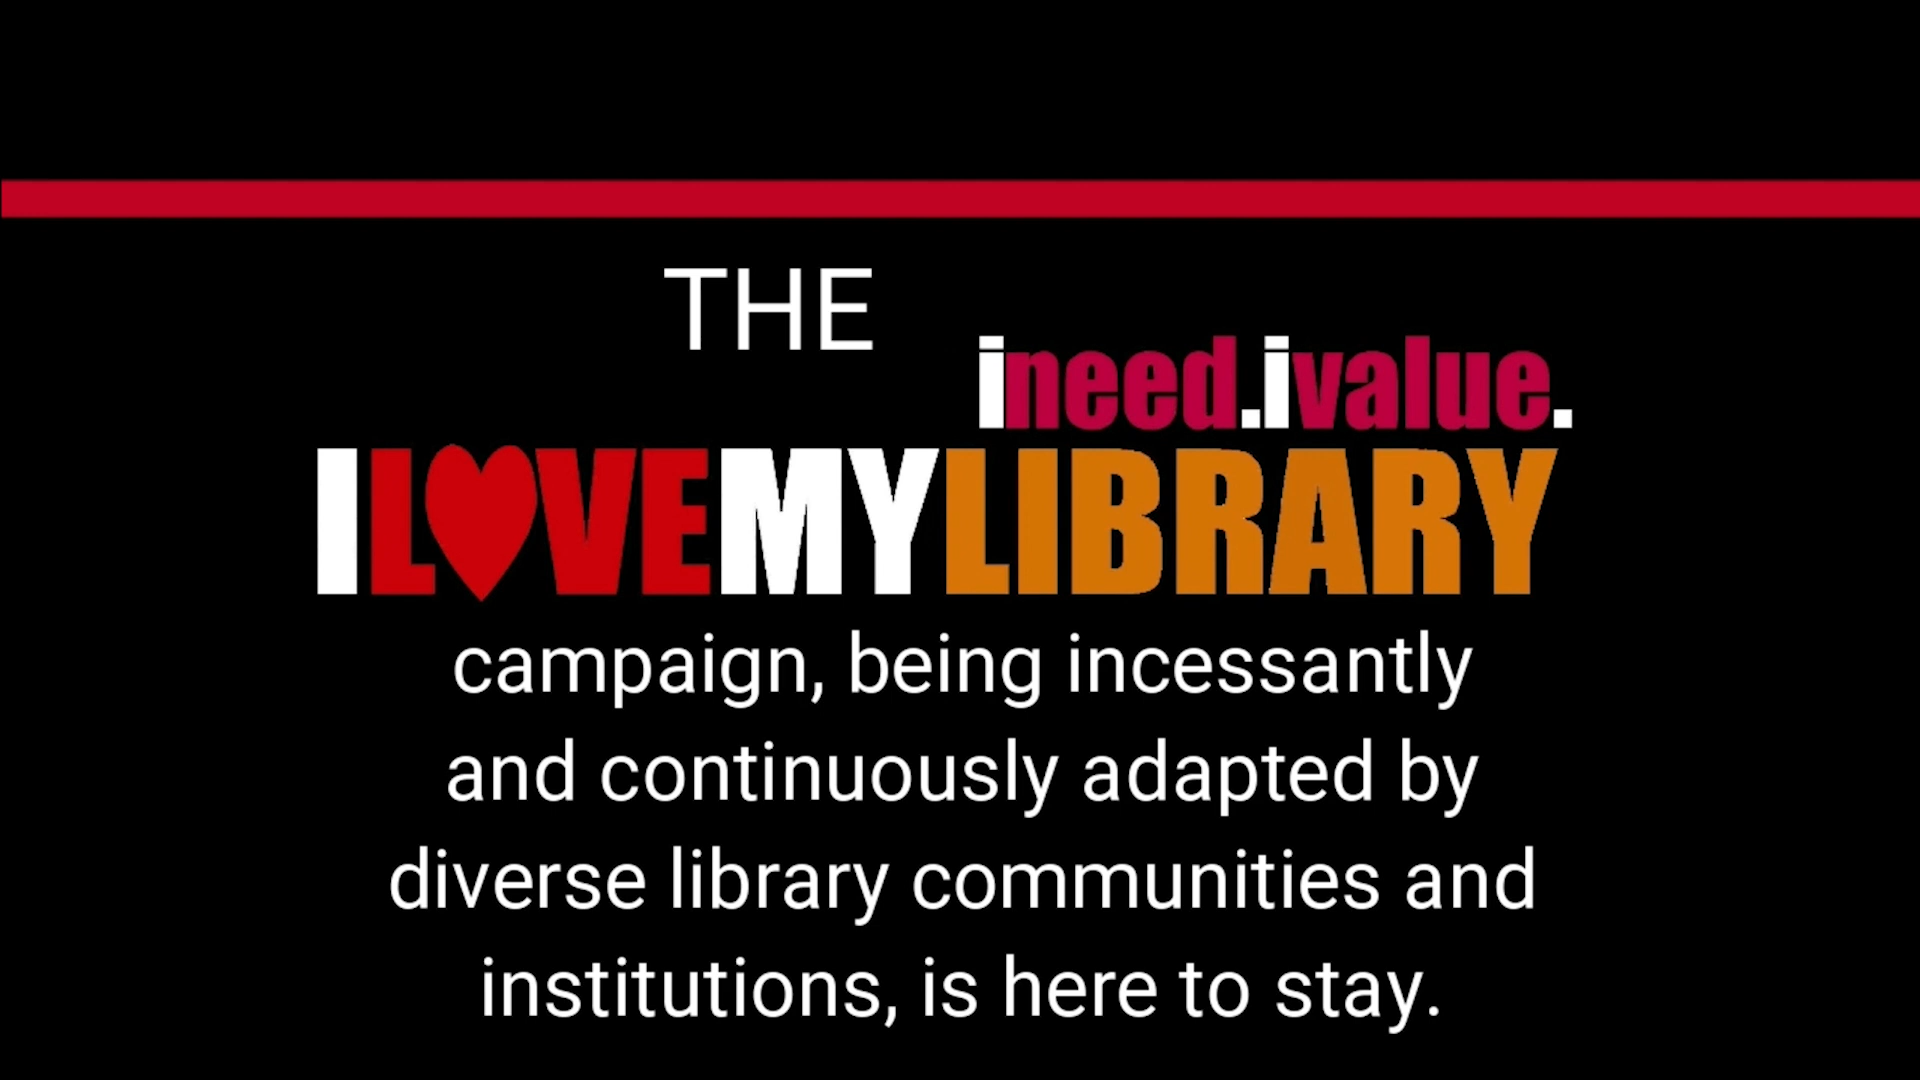 THE
ineed.ivalue.
ILOVEMYLIBRARY
campaign, being incessantly
and continuously adapted by
diverse library communities and
institutions, is here to stay.